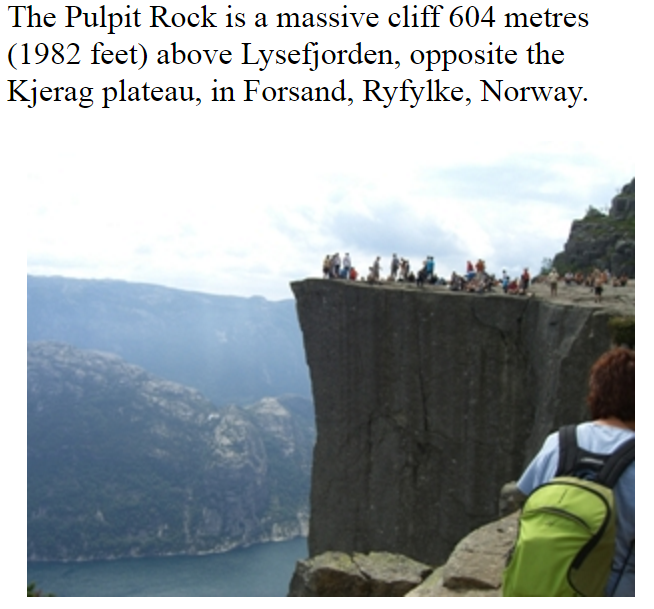 The Pulpit Rock is a massive cliff 604 metres
(1982 feet) above Lysefjorden, opposite the
Kjerag plateau, in Forsand, Ryfylke, Norway.